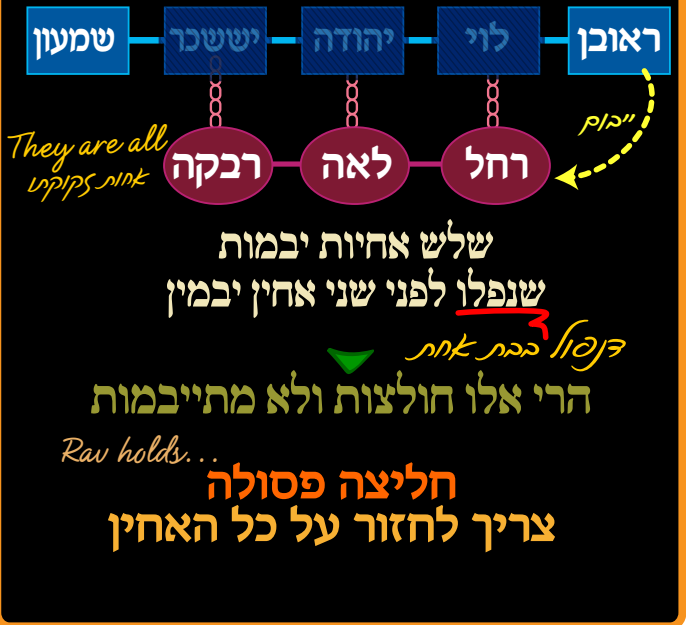 ראובן לוי יהודה יששכר שמעון
ייבום
רחל לאה רבקה
They are all
אחות זקוקתו
שלש אחיות יבמות
שנפלו לפני שני אחין יבמין
דנפול בבת אחת
הרי אלו חולצות ולא מתייבמות
Rav holds...
חליצה פסולה
צריך לחזור על כל האחין